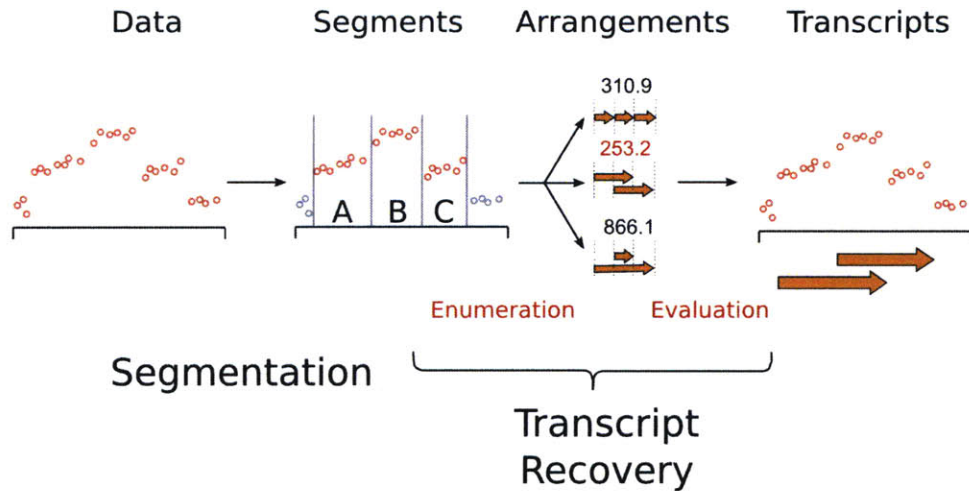 Data Segments Arrangements Transcripts
310.9
253.2
A B C
866.1
Enumeration Evaluation
Segmentation
Transcript
Recovery